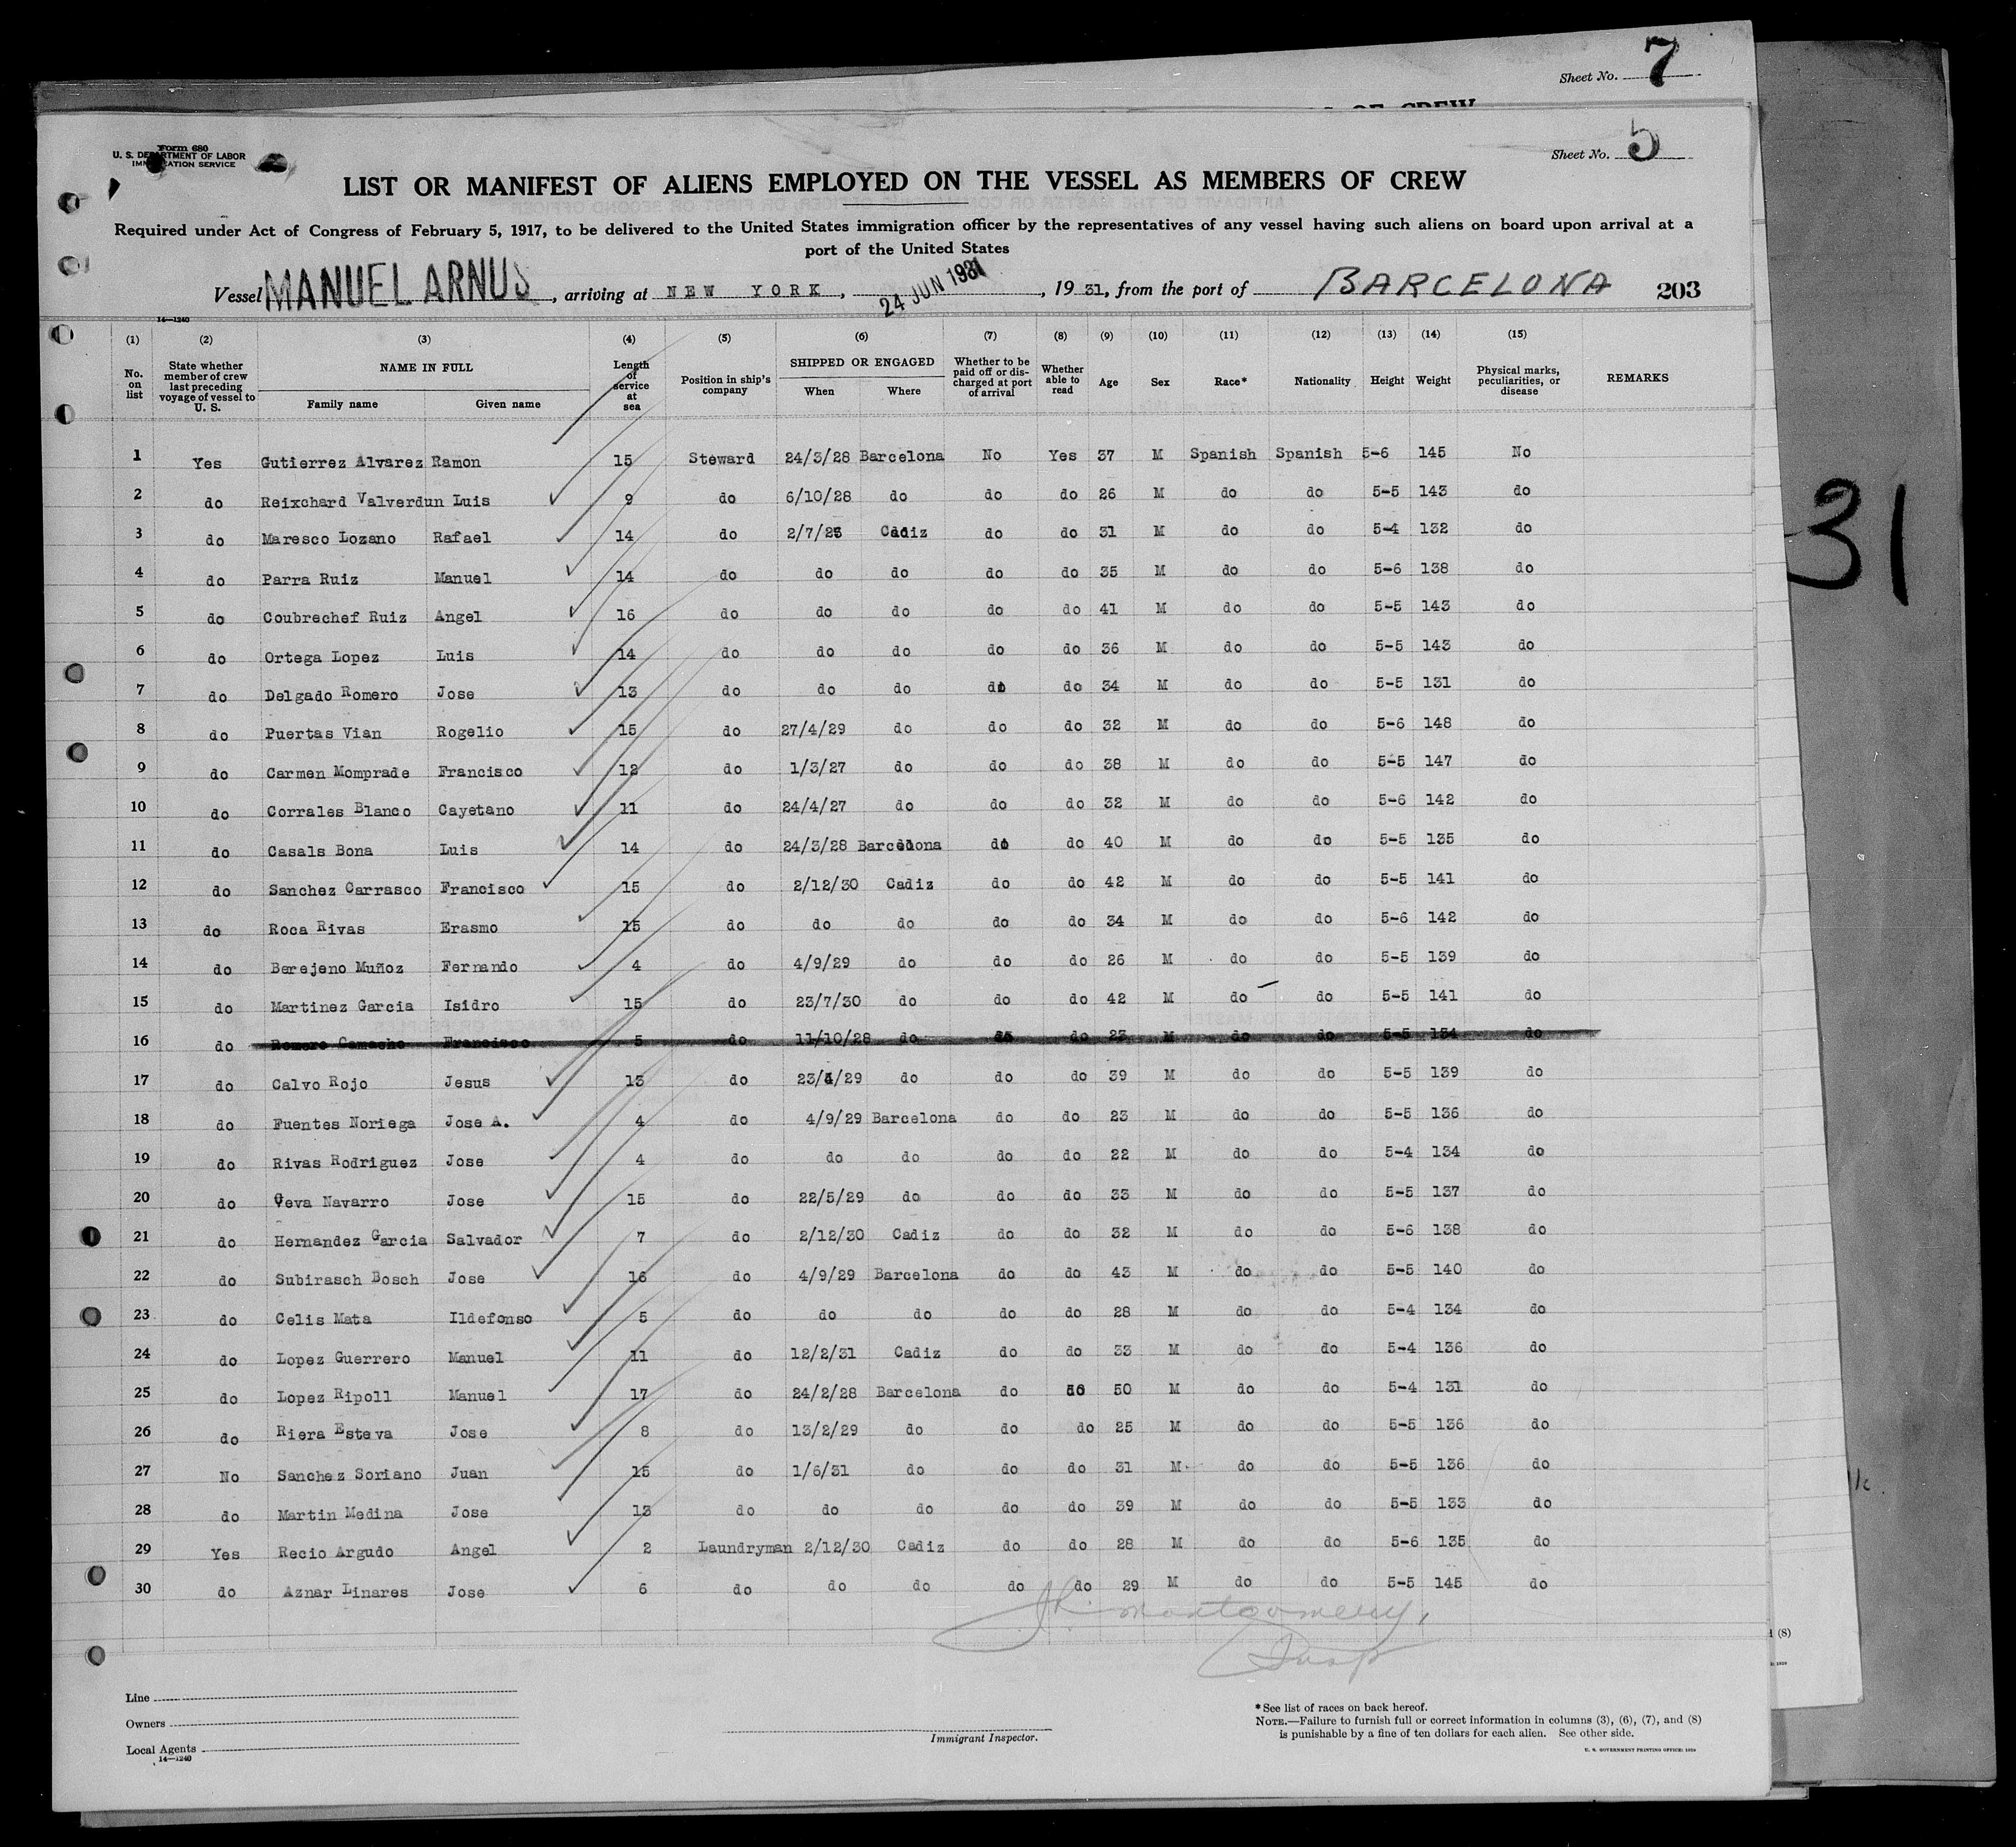 Sheet No. 7
OF CREW
Form 680
U. S. DEPARTMENT OF LABOR
IMMIGRATION SERVICE
Sheet No. 5
LIST OR MANIFEST OF ALIENS EMPLOYED ON THE VESSEL AS MEMBERS OF CREW
Required under Act of Congress of February 5, 1917, to be delivered to the United States immigration officer by the representatives of any vessel having such aliens on board upon arrival at a
port of the United States
Vessel MANUEL ARNUS, arriving at NEW YORK, 24 JUN 1931, 1931, from the port of BARCELONA 203
14—1240
(1) (2) (3) (4) (5) (6) (7) (8) (9) (10) (11) (12) (13) (14) (15)
No. on list State whether member of crew last preceding voyage of vessel to U. S. NAME IN FULL Family name Given name Length of service at sea Position in ship's company SHIPPED OR ENGAGED When Where Whether to be paid off or discharged at port of arrival Whether able to read Age Sex Race* Nationality Height Weight Physical marks, peculiarities, or disease REMARKS
1 Yes Gutierrez Alvarez Ramon 15 Steward 24/3/28 Barcelona No Yes 37 M Spanish Spanish 5-6 145 No
2 do Reixchard Valverdun Luis 9 do 6/10/28 do do do 26 M do do 5-5 143 do
3 do Maresco Lozano Rafael 14 do 2/7/25 Cadiz do do 31 M do do 5-4 132 do
4 do Parra Ruiz Manuel 14 do do do do do 35 M do do 5-6 138 do
5 do Coubrechef Ruiz Angel 16 do do do do do 41 M do do 5-5 143 do
6 do Ortega Lopez Luis 14 do do do do do 36 M do do 5-5 143 do
7 do Delgado Romero Jose 13 do do do do do 34 M do do 5-5 131 do
8 do Puertas Vian Rogelio 15 do 27/4/29 do do do 32 M do do 5-6 148 do
9 do Carmen Momprade Francisco 12 do 1/3/27 do do do 38 M do do 5-5 147 do
10 do Corrales Blanco Cayetano 11 do 24/4/27 do do do 32 M do do 5-6 142 do
11 do Casals Bona Luis 14 do 24/3/28 Barcelona do do 40 M do do 5-5 135 do
12 do Sanchez Carrasco Francisco 15 do 2/12/30 Cadiz do do 42 M do do 5-5 141 do
13 do Roca Rivas Erasmo 15 do do do do do 34 M do do 5-6 142 do
14 do Berejeno Muñoz Fernando 4 do 4/9/29 do do do 26 M do do 5-5 139 do
15 do Martinez Garcia Isidro 15 do 23/7/30 do do do 42 M do do 5-5 141 do
16 do Romero Camacho Francisco 5 do 11/10/28 do do do 23 M do do 5-5 134 do
17 do Calvo Rojo Jesus 13 do 23/4/29 do do do 39 M do do 5-5 139 do
18 do Fuentes Noriega Jose A. 4 do 4/9/29 Barcelona do do 23 M do do 5-5 136 do
19 do Rivas Rodriguez Jose 4 do do do do do 22 M do do 5-4 134 do
20 do Navarro Jose 15 do 22/5/29 do do do 33 M do do 5-5 137 do
21 do Hernandez Garcia Salvador 7 do 2/12/30 Cadiz do do 32 M do do 5-6 138 do
22 do Subirasch Bosch Jose 16 do 4/9/29 Barcelona do do 43 M do do 5-5 140 do
23 do Celis Mata Ildefonso 5 do do do do do 28 M do do 5-4 134 do
24 do Lopez Guerrero Manuel 11 do 12/2/31 Cadiz do do 33 M do do 5-4 136 do
25 do Lopez Ripoll Manuel 17 do 24/2/28 Barcelona do do 50 M do do 5-4 131 do
26 do Riera Esteva Jose 8 do 13/2/29 do do do 25 M do do 5-5 136 do
27 No Sanchez Soriano Juan 15 do 1/6/31 do do do 31 M do do 5-5 136 do
28 do Martin Medina Jose 13 do do do do do 39 M do do 5-5 133 do
29 Yes Recio Argudo Angel 2 Laundryman 2/12/30 Cadiz do do 28 M do do 5-6 135 do
30 do Aznar Linares Jose 6 do do do do do 29 M do do 5-5 145 do
Montgomery,
Insp
Line
Owners
Local Agents
14—1240
Immigrant Inspector.
*See list of races on back hereof.
NOTE.—Failure to furnish full or correct information in columns (3), (6), (7), and (8)
is punishable by a fine of ten dollars for each alien. See other side.
U. S. GOVERNMENT PRINTING OFFICE: 1929
31
(8)